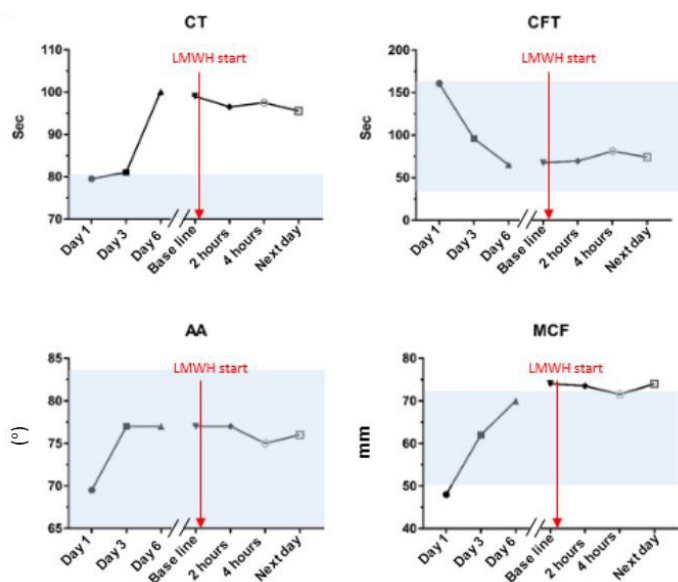 CT
110
100
90
80
70
Sec
LMWH start
Day 1
Day 3
Day 6
Base line
2 hours
4 hours
Next day
CFT
200
150
100
50
0
Sec
LMWH start
Day 1
Day 3
Day 6
Base line
2 hours
4 hours
Next day
AA
85
80
75
70
65
(°)
LMWH start
Day 1
Day 3
Day 6
Base line
2 hours
4 hours
Next day
MCF
80
70
60
50
40
mm
LMWH start
Day 1
Day 3
Day 6
Base line
2 hours
4 hours
Next day